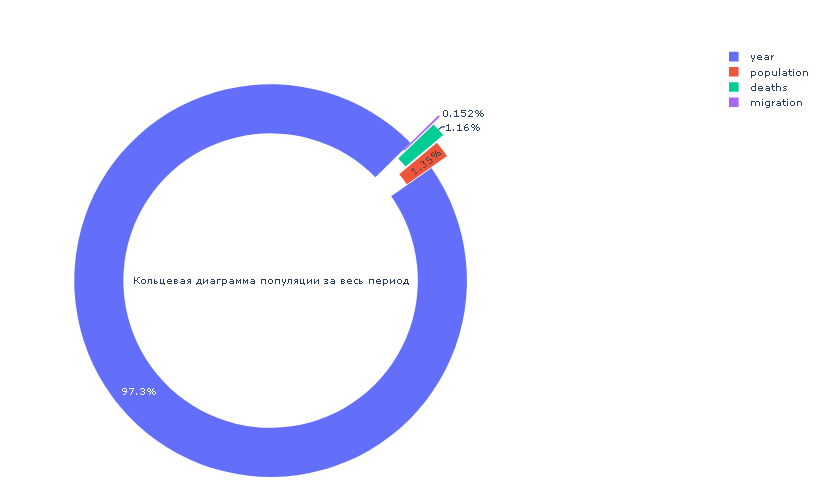 year
population
deaths
migration
0.152%
1.16%
1.35%
Кольцевая диаграмма популяции за весь период
97.3%